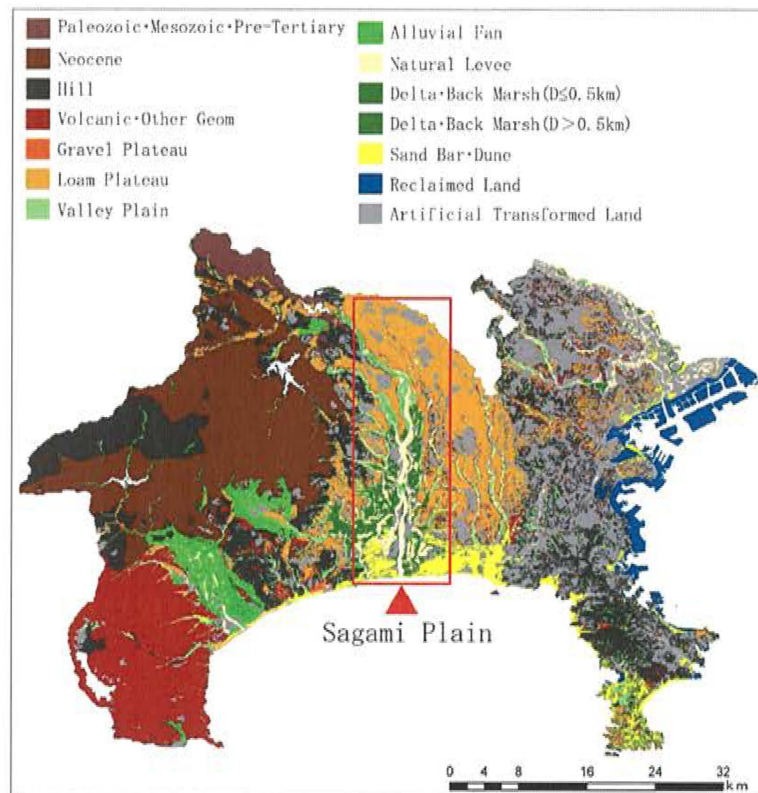 Paleozoic・Mesozoic・Pre-Tertiary
Neocene
Hill
Volcanic・Other Geom
Gravel Plateau
Loam Plateau
Valley Plain
Alluvial Fan
Natural Levee
Delta・Back Marsh(D≦0.5km)
Delta・Back Marsh(D＞0.5km)
Sand Bar・Dune
Reclaimed Land
Artificial Transformed Land
Sagami Plain
0 4 8 16 24 32
km